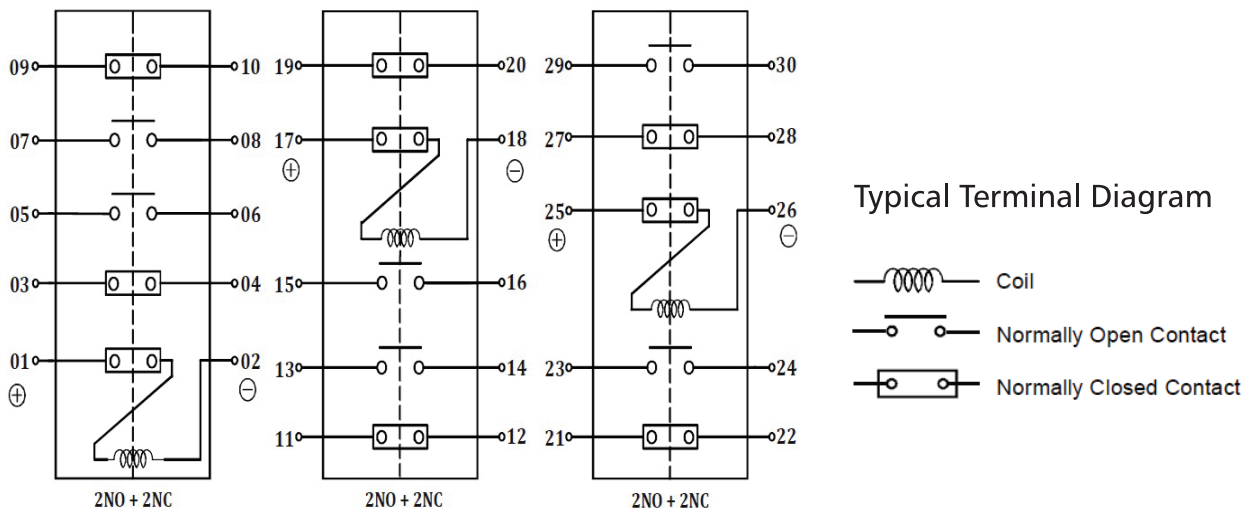 09 10
07 08
05 06
03 04
01 02
+ −
2NO + 2NC
19 20
17 18
+ −
15 16
13 14
11 12
2NO + 2NC
29 30
27 28
25 26
+ −
23 24
21 22
2NO + 2NC
Typical Terminal Diagram
Coil
Normally Open Contact
Normally Closed Contact